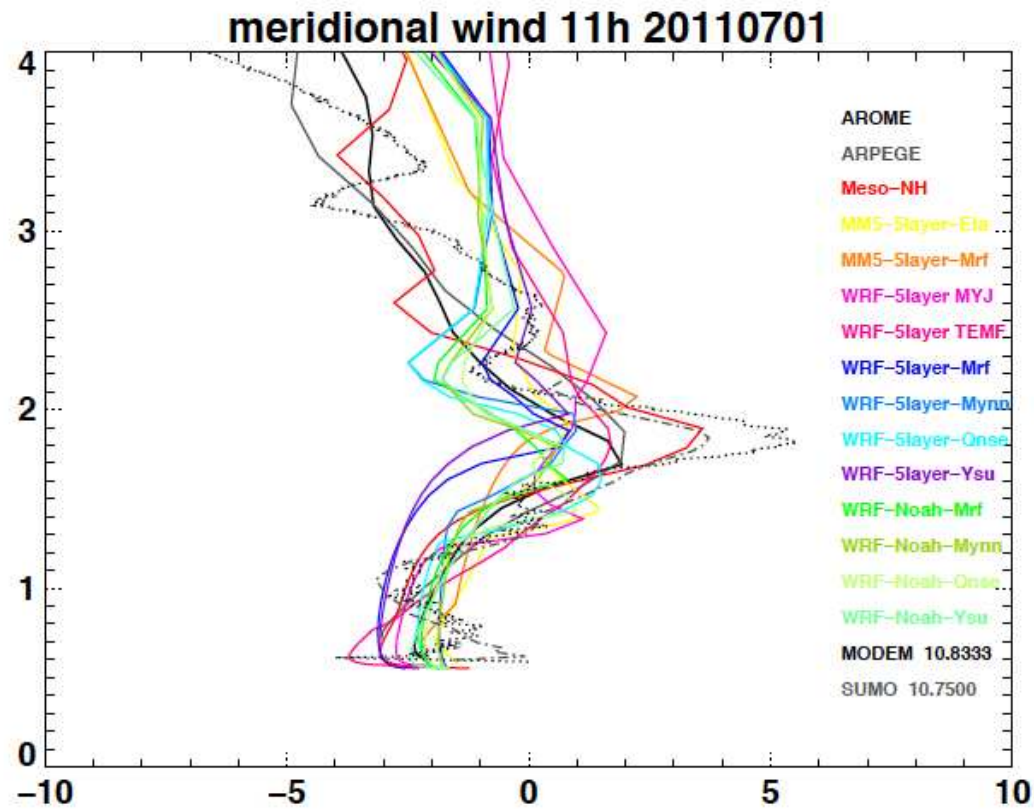 meridional wind 11h 20110701
4
3
2
1
0
-10
-5
0
5
10
AROME
ARPEGE
Meso-NH
MM5-5layer-Eta
MM5-5layer-Mrf
WRF-5layer MYJ
WRF-5layer TEMF
WRF-5layer-Mrf
WRF-5layer-Mynn
WRF-5layer-Qnse
WRF-5layer-Ysu
WRF-Noah-Mrf
WRF-Noah-Mynn
WRF-Noah-Qnse
WRF-Noah-Ysu
MODEM 10.8333
SUMO 10.7500